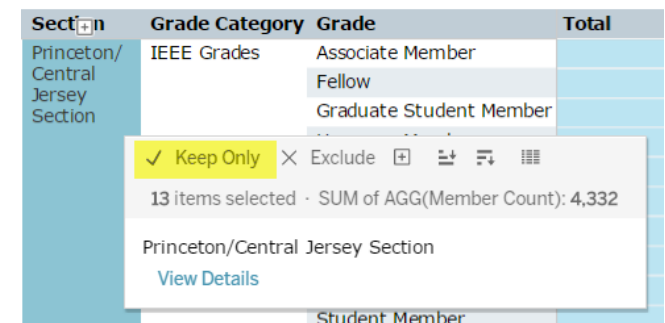 Section Grade Category Grade Total
Princeton/ IEEE Grades Associate Member
Central Fellow
Jersey Graduate Student Member
Section
Keep Only Exclude
13 items selected · SUM of AGG(Member Count): 4,332
Princeton/Central Jersey Section
View Details
Student Member